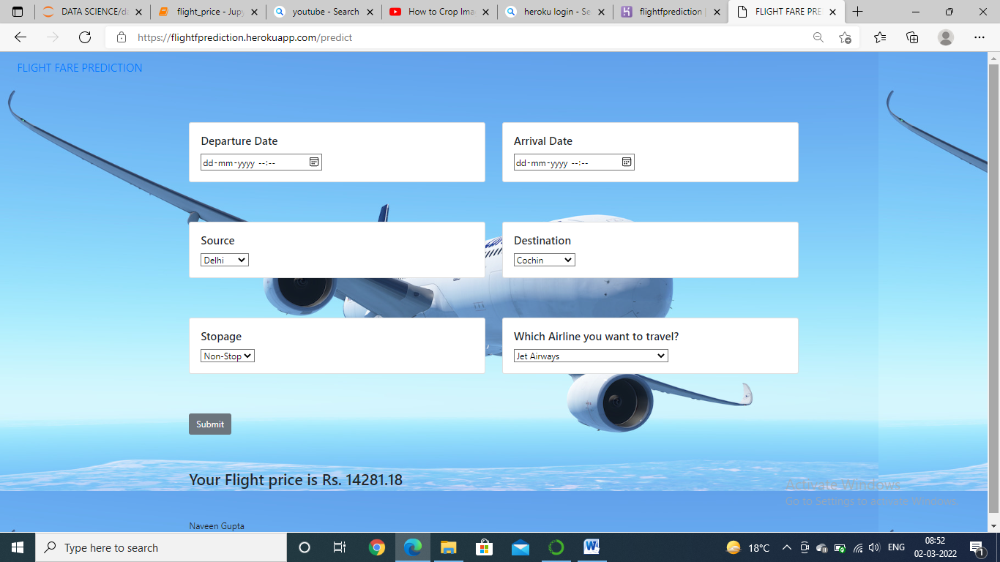 DATA SCIENCE/da
flight_price - Jupy
youtube - Search
How to Crop Ima
heroku login - Se
flightfprediction |
FLIGHT FARE PRE
https://flightfprediction.herokuapp.com/predict
FLIGHT FARE PREDICTION
Departure Date
dd-mm-yyyy --:--
Arrival Date
dd-mm-yyyy --:--
Source
Delhi
Destination
Cochin
Stopage
Non-Stop
Which Airline you want to travel?
Jet Airways
Submit
Your Flight price is Rs. 14281.18
Activate Windows
Go to Settings to activate Windows.
Naveen Gupta
Type here to search
18°C
ENG
08:52
02-03-2022
1